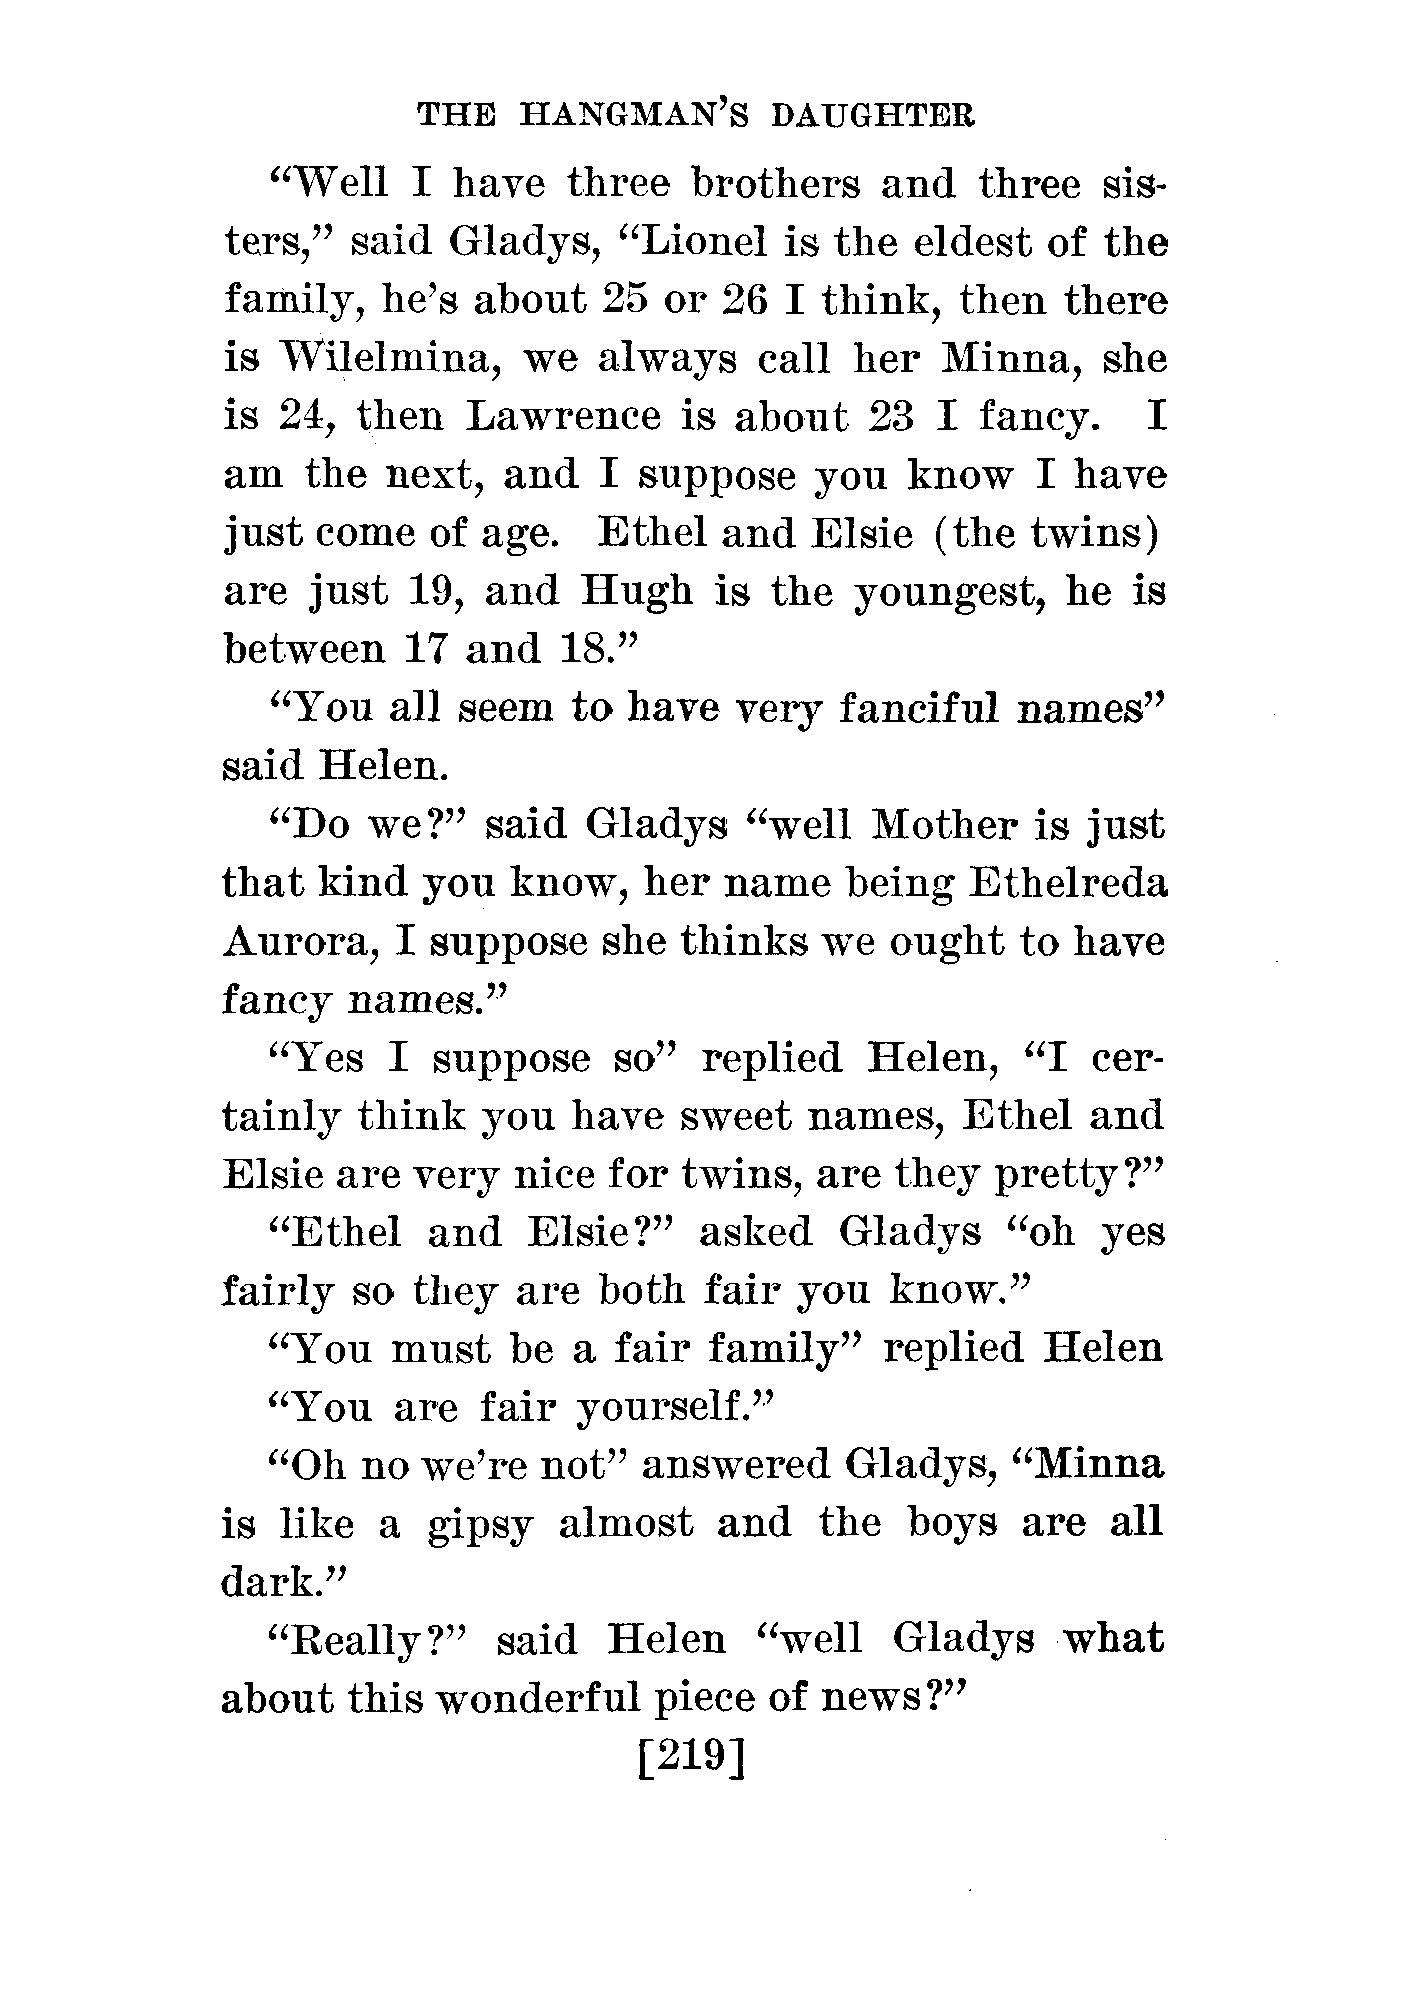 THE HANGMAN'S DAUGHTER
“Well I have three brothers and three sis-
ters,” said Gladys, “Lionel is the eldest of the
family, he's about 25 or 26 I think, then there
is Wilelmina, we always call her Minna, she
is 24, then Lawrence is about 23 I fancy. I
am the next, and I suppose you know I have
just come of age. Ethel and Elsie (the twins)
are just 19, and Hugh is the youngest, he is
between 17 and 18.”
“You all seem to have very fanciful names”
said Helen.
“Do we?” said Gladys “well Mother is just
that kind you know, her name being Ethelreda
Aurora, I suppose she thinks we ought to have
fancy names.”
“Yes I suppose so” replied Helen, “I cer-
tainly think you have sweet names, Ethel and
Elsie are very nice for twins, are they pretty?”
“Ethel and Elsie?” asked Gladys “oh yes
fairly so they are both fair you know.”
“You must be a fair family” replied Helen
“You are fair yourself.”
“Oh no we're not” answered Gladys, “Minna
is like a gipsy almost and the boys are all
dark.”
“Really?” said Helen “well Gladys what
about this wonderful piece of news?”
[219]